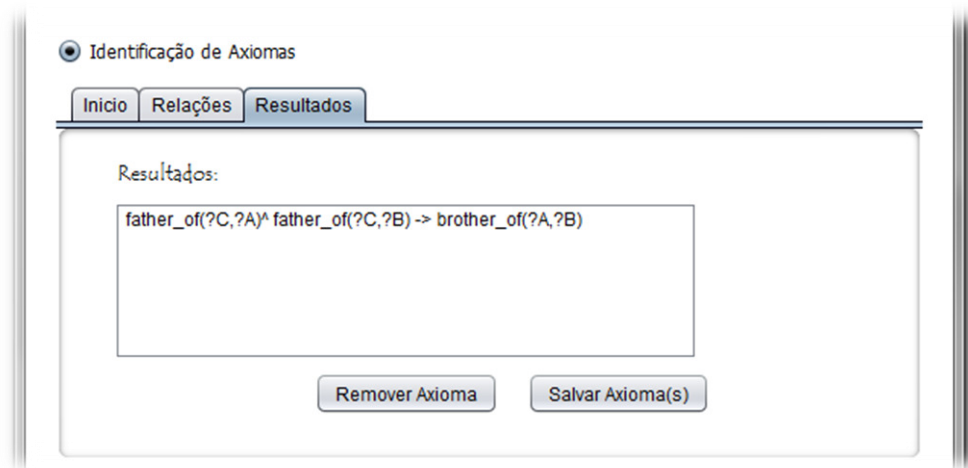 Identificação de Axiomas
Inicio Relações Resultados
Resultados:
father_of(?C,?A)^ father_of(?C,?B) -> brother_of(?A,?B)
Remover Axioma Salvar Axioma(s)